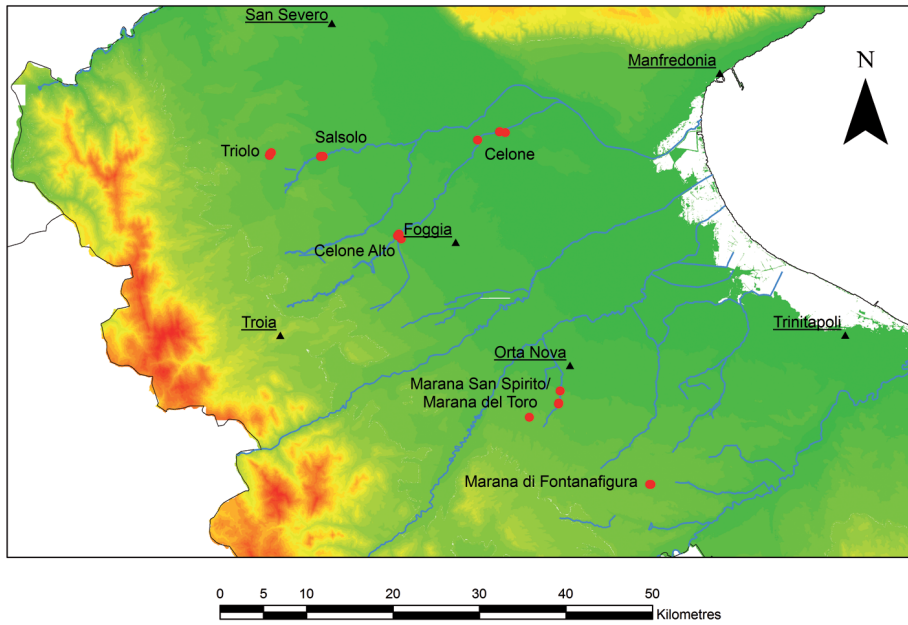 San Severo
Manfredonia
N
Triolo
Salsolo
Celone
Foggia
Celone Alto
Troia
Trinitapoli
Orta Nova
Marana San Spirito/
Marana del Toro
Marana di Fontanafigura
0 5 10 20 30 40 50
Kilometres